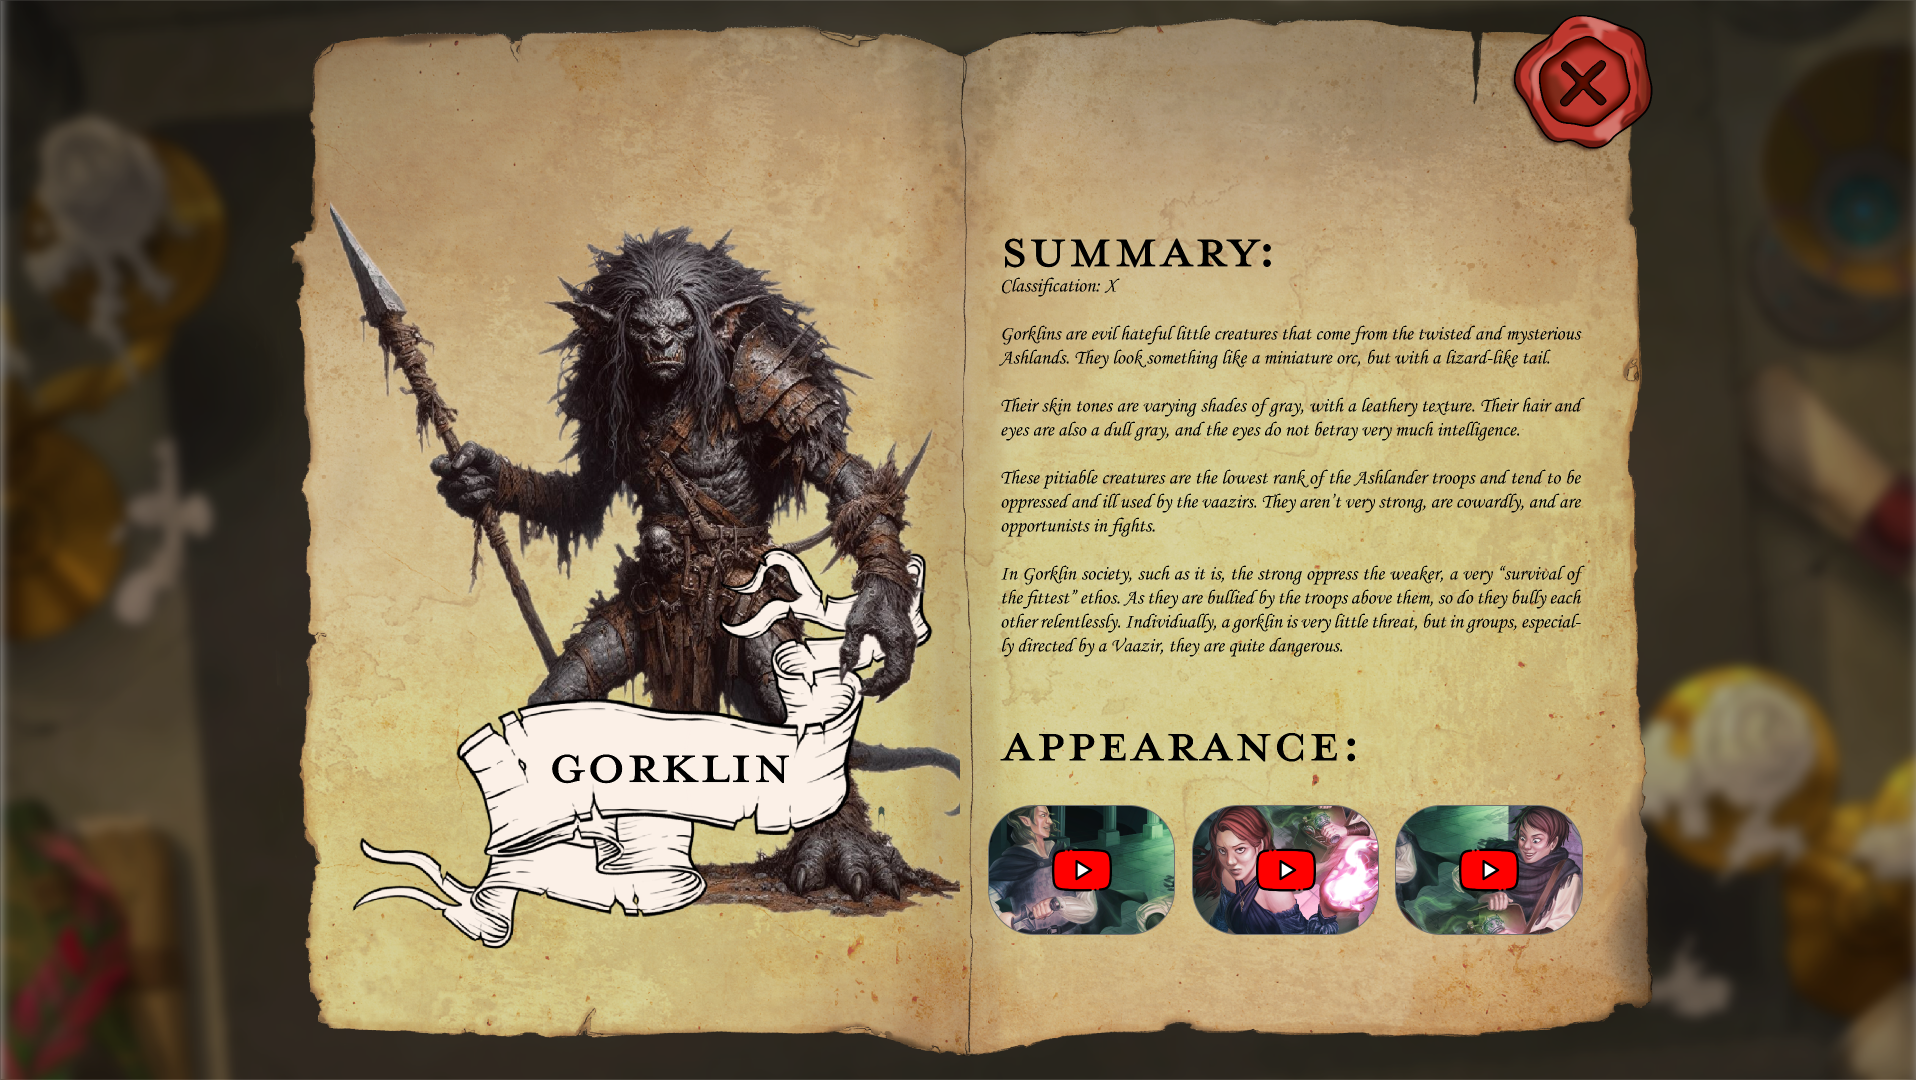 GORKLIN
SUMMARY:
Classification: X
Gorklins are evil hateful little creatures that come from the twisted and mysterious
Ashlands. They look something like a miniature orc, but with a lizard-like tail.
Their skin tones are varying shades of gray, with a leathery texture. Their hair and
eyes are also a dull gray, and the eyes do not betray very much intelligence.
These pitiable creatures are the lowest rank of the Ashlander troops and tend to be
oppressed and ill used by the vaazirs. They aren’t very strong, are cowardly, and are
opportunists in fights.
In Gorklin society, such as it is, the strong oppress the weaker, a very “survival of
the fittest” ethos. As they are bullied by the troops above them, so do they bully each
other relentlessly. Individually, a gorklin is very little threat, but in groups, especial-
ly directed by a Vaazir, they are quite dangerous.
APPEARANCE: